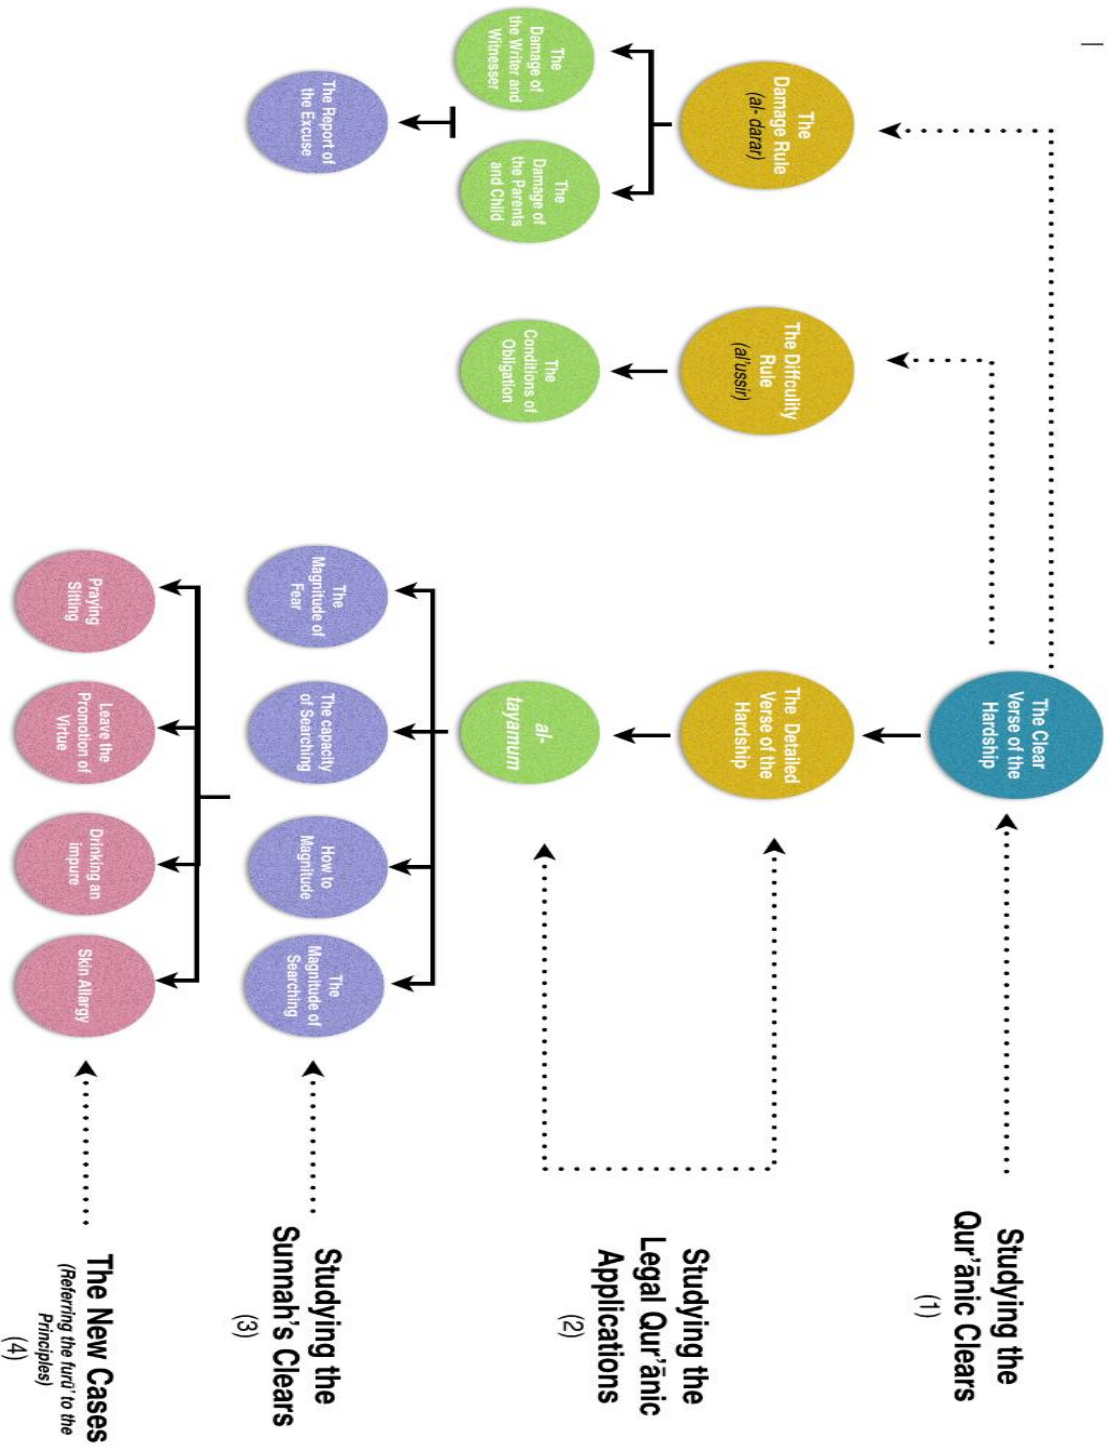 The Clear
Verse of the
Hardship
Studying the
Qur'ānic Clears
(1)
The
Damage Rule
(al- darar)
The Diffculity
Rule
(al'ussir)
The Detailed
Verse of the
Hardship
Studying the
Legal Qur'ānic
Applications
(2)
The
Damage of
the Writer and
Witnesser
The
Damage of
the Parents
and Child
The
Conditions of
Obligation
al-
tayamum
The Report of
the Excuse
The
Magnitude of
Fear
The capacity
of Searching
How to
Magnitude
The
Magnitude of
Searching
Studying the
Sunnah's Clears
(3)
Praying
Sitting
Leave the
Promotion of
Virtue
Drinking an
impure
Skin Allargy
The New Cases
(Referring the furū' to the
Principles)
(4)